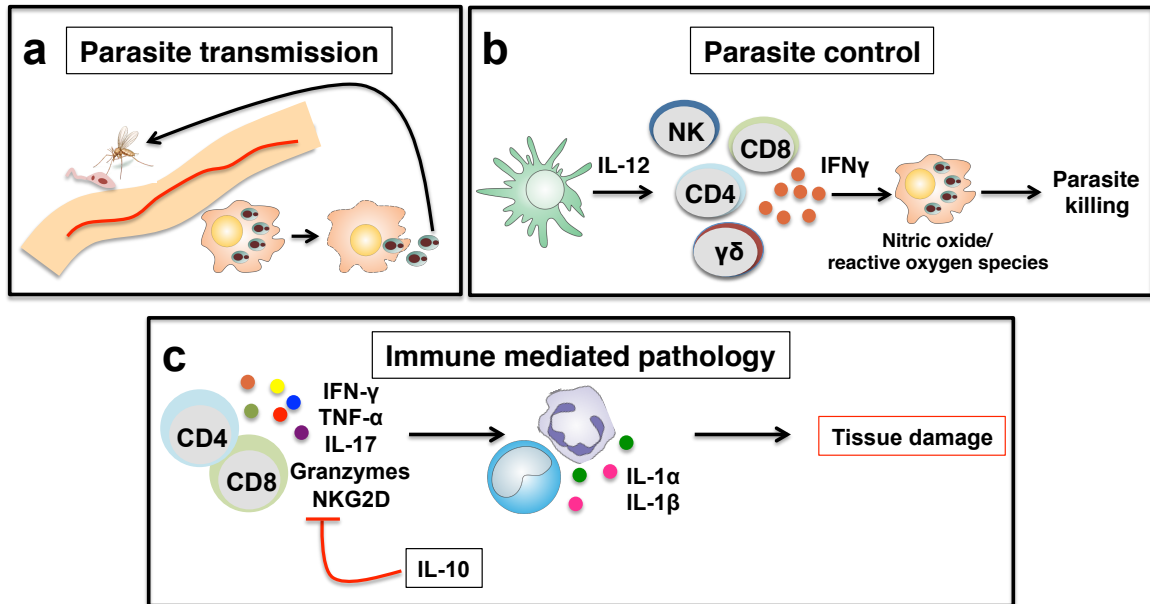 a
Parasite transmission
b
Parasite control
IL-12
NK
CD8
CD4
γδ
IFNγ
Nitric oxide/
reactive oxygen species
Parasite
killing
c
Immune mediated pathology
CD4
CD8
IFN-γ
TNF-α
IL-17
Granzymes
NKG2D
IL-10
IL-1α
IL-1β
Tissue damage